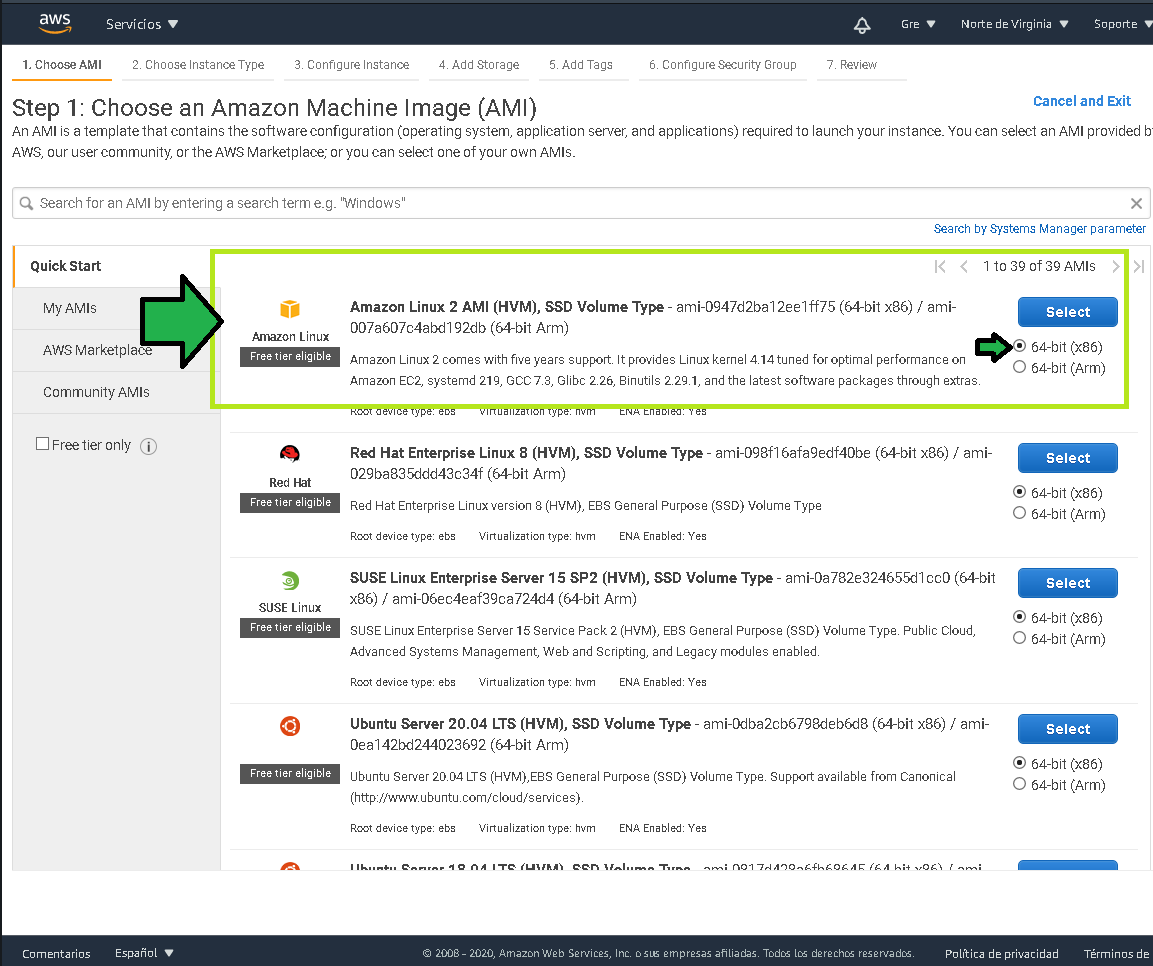 aws
Servicios
Gre
Norte de Virginia
Soporte
1. Choose AMI
2. Choose Instance Type
3. Configure Instance
4. Add Storage
5. Add Tags
6. Configure Security Group
7. Review
Step 1: Choose an Amazon Machine Image (AMI)
Cancel and Exit
An AMI is a template that contains the software configuration (operating system, application server, and applications) required to launch your instance. You can select an AMI provided by
AWS, our user community, or the AWS Marketplace; or you can select one of your own AMIs.
Search for an AMI by entering a search term e.g. "Windows"
Search by Systems Manager parameter
Quick Start
My AMIs
AWS Marketplace
Community AMIs
Free tier only
1 to 39 of 39 AMIs
Amazon Linux
Free tier eligible
Amazon Linux 2 AMI (HVM), SSD Volume Type - ami-0947d2ba12ee1ff75 (64-bit x86) / ami-
007a607c4abd192db (64-bit Arm)
Amazon Linux 2 comes with five years support. It provides Linux kernel 4.14 tuned for optimal performance on
Amazon EC2, systemd 219, GCC 7.3, Glibc 2.26, Binutils 2.29.1, and the latest software packages through extras.
Root device type: ebs Virtualization type: hvm ENA Enabled: Yes
Select
64-bit (x86)
64-bit (Arm)
Red Hat
Free tier eligible
Red Hat Enterprise Linux 8 (HVM), SSD Volume Type - ami-098f16afa9edf40be (64-bit x86) / ami-
029ba835ddd43c34f (64-bit Arm)
Red Hat Enterprise Linux version 8 (HVM), EBS General Purpose (SSD) Volume Type
Root device type: ebs Virtualization type: hvm ENA Enabled: Yes
Select
64-bit (x86)
64-bit (Arm)
SUSE Linux
Free tier eligible
SUSE Linux Enterprise Server 15 SP2 (HVM), SSD Volume Type - ami-0a782e324655d1cc0 (64-bit
x86) / ami-06ec4eaf39ca724d4 (64-bit Arm)
SUSE Linux Enterprise Server 15 Service Pack 2 (HVM), EBS General Purpose (SSD) Volume Type. Public Cloud,
Advanced Systems Management, Web and Scripting, and Legacy modules enabled.
Root device type: ebs Virtualization type: hvm ENA Enabled: Yes
Select
64-bit (x86)
64-bit (Arm)
Free tier eligible
Ubuntu Server 20.04 LTS (HVM), SSD Volume Type - ami-0dba2cb6798deb6d8 (64-bit x86) / ami-
0ea142bd244023692 (64-bit Arm)
Ubuntu Server 20.04 LTS (HVM),EBS General Purpose (SSD) Volume Type. Support available from Canonical
(http://www.ubuntu.com/cloud/services).
Root device type: ebs Virtualization type: hvm ENA Enabled: Yes
Select
64-bit (x86)
64-bit (Arm)
Ubuntu Server 18.04 LTS (HVM), SSD Volume Type - (64-bit x86) / ami-
Comentarios
Español
© 2008 - 2020, Amazon Web Services, Inc. o sus empresas afiliadas. Todos los derechos reservados.
Política de privacidad
Términos de